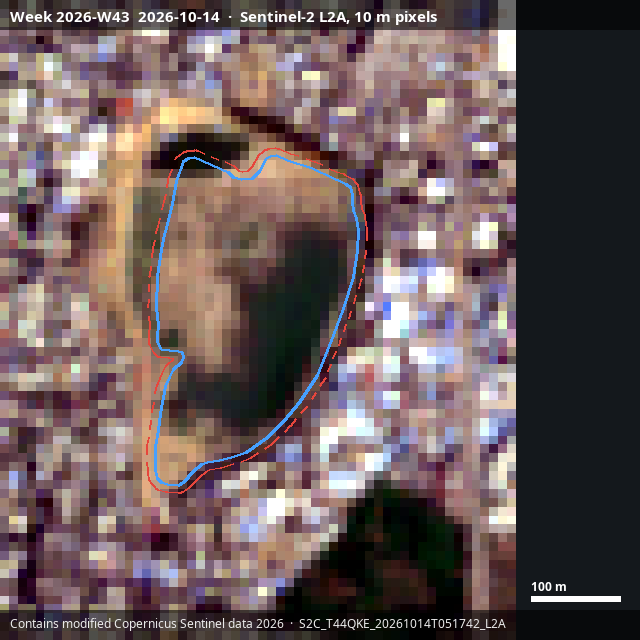 Week 2026-W43 2026-10-14 · Sentinel-2 L2A, 10 m pixels
100 m
Contains modified Copernicus Sentinel data 2026 · S2C_T44QKE_20261014T051742_L2A